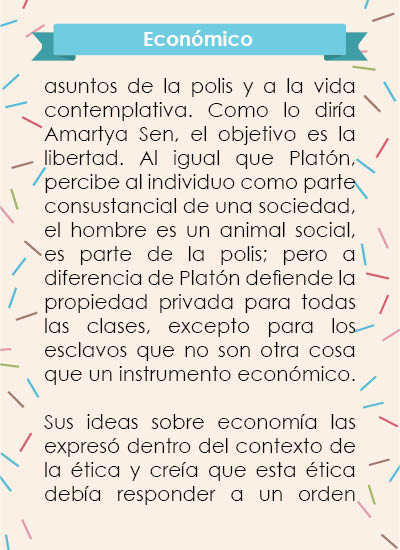 Económico
asuntos de la polis y a la vida
contemplativa. Como lo diría
Amartya Sen, el objetivo es la
libertad. Al igual que Platón,
percibe al individuo como parte
consustancial de una sociedad,
el hombre es un animal social,
es parte de la polis; pero a
diferencia de Platón defiende la
propiedad privada para todas
las clases, excepto para los
esclavos que no son otra cosa
que un instrumento económico.
Sus ideas sobre economía las
expresó dentro del contexto de
la ética y creía que esta ética
debía responder a un orden